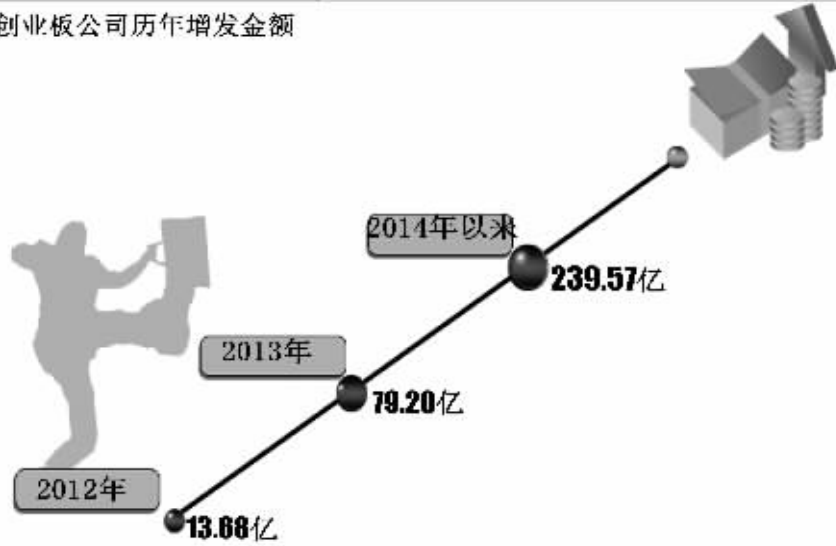 创业板公司历年增发金额
2014年以来
239.57亿
2013年
79.20亿
2012年
13.68亿